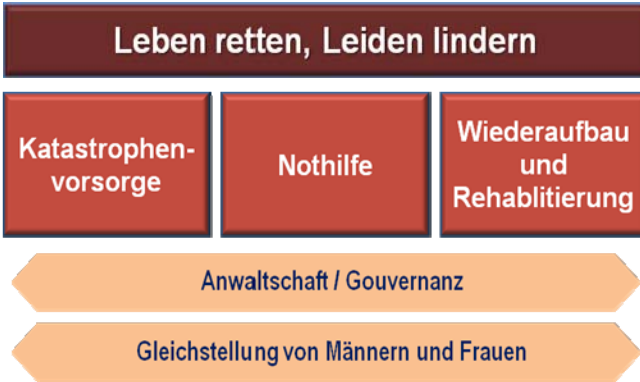 Leben retten, Leiden lindern
Katastrophen-
vorsorge
Nothilfe
Wiederaufbau
und
Rehablitierung
Anwaltschaft / Gouvernanz
Gleichstellung von Männern und Frauen